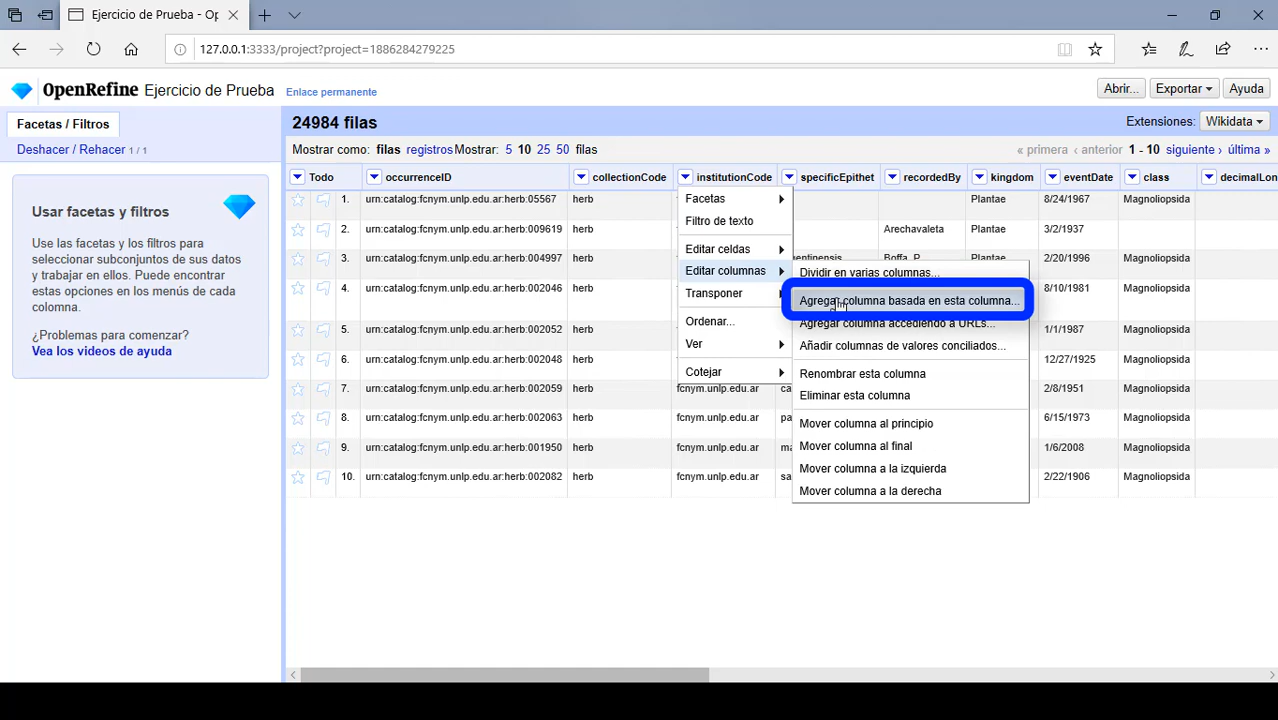 Ejercicio de Prueba - Op
127.0.0.1:3333/project?project=1886284279225
OpenRefine Ejercicio de Prueba Enlace permanente
Abrir... Exportar Ayuda
Facetas / Filtros
Deshacer / Rehacer 1 / 1
Usar facetas y filtros
Use las facetas y los filtros para
seleccionar subconjuntos de sus datos
y trabajar en ellos. Puede encontrar
estas opciones en los menús de cada
colomna.
¿Problemas para comenzar?
Vea los videos de ayuda
24984 filas
Extensiones: Wikidata
Mostrar como: filas registros Mostrar: 5 10 25 50 filas
« primera ‹ anterior 1 - 10 siguiente › última »
Todo occurrenceID collectionCode institutionCode specificEpithet recordedBy kingdom eventDate class decimalLon
1. urn:catalog:fcnym.unlp.edu.ar:herb:05567 herb Plantae 8/24/1967 Magnoliopsida
2. urn:catalog:fcnym.unlp.edu.ar:herb:009619 herb Arechavaleta Plantae 3/2/1937 Magnoliopsida
3. urn:catalog:fcnym.unlp.edu.ar:herb:004997 herb Boffa, P. Plantae 2/20/1996 Magnoliopsida
4. urn:catalog:fcnym.unlp.edu.ar:herb:002046 herb 8/10/1981 Magnoliopsida
5. urn:catalog:fcnym.unlp.edu.ar:herb:002052 herb 1/1/1987 Magnoliopsida
6. urn:catalog:fcnym.unlp.edu.ar:herb:002048 herb 12/27/1925 Magnoliopsida
7. urn:catalog:fcnym.unlp.edu.ar:herb:002059 herb fcnym.unlp.edu.ar ca 2/8/1951 Magnoliopsida
8. urn:catalog:fcnym.unlp.edu.ar:herb:002063 herb fcnym.unlp.edu.ar pa 6/15/1973 Magnoliopsida
9. urn:catalog:fcnym.unlp.edu.ar:herb:001950 herb fcnym.unlp.edu.ar ma 1/6/2008 Magnoliopsida
10. urn:catalog:fcnym.unlp.edu.ar:herb:002082 herb fcnym.unlp.edu.ar sa 2/22/1906 Magnoliopsida
Facetas
Filtro de texto
Editar celdas
Editar columnas
Transponer
Ordenar...
Ver
Cotejar
Dividir en varias columnas...
Agregar columna basada en esta columna...
Agregar columna accediendo a URLs...
Añadir columnas de valores conciliados...
Renombrar esta columna
Eliminar esta columna
Mover columna al principio
Mover columna al final
Mover columna a la izquierda
Mover columna a la derecha